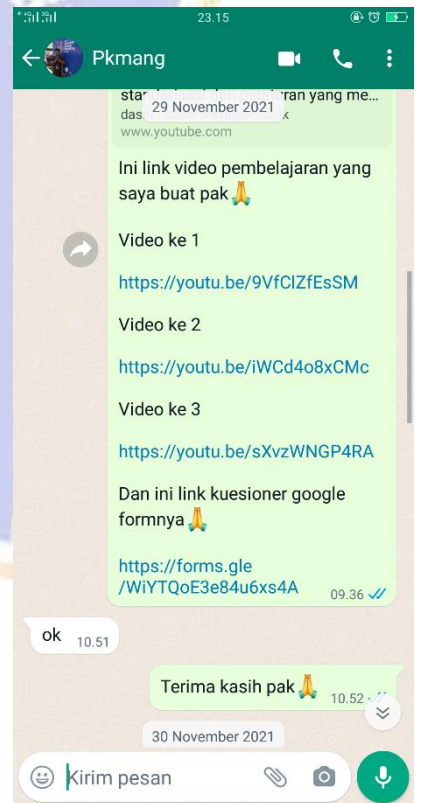 23.15
Pkmang
29 November 2021
www.youtube.com
Ini link video pembelajaran yang
saya buat pak🙏
Video ke 1
https://youtu.be/9VfClZfEsSM
Video ke 2
https://youtu.be/iWCd4o8xCMc
Video ke 3
https://youtu.be/sXvzWNGP4RA
Dan ini link kuesioner google
formnya🙏
https://forms.gle
/WiYTQoE3e84u6xs4A 09.36
ok 10.51
Terima kasih pak🙏 10.52
30 November 2021
Kirim pesan